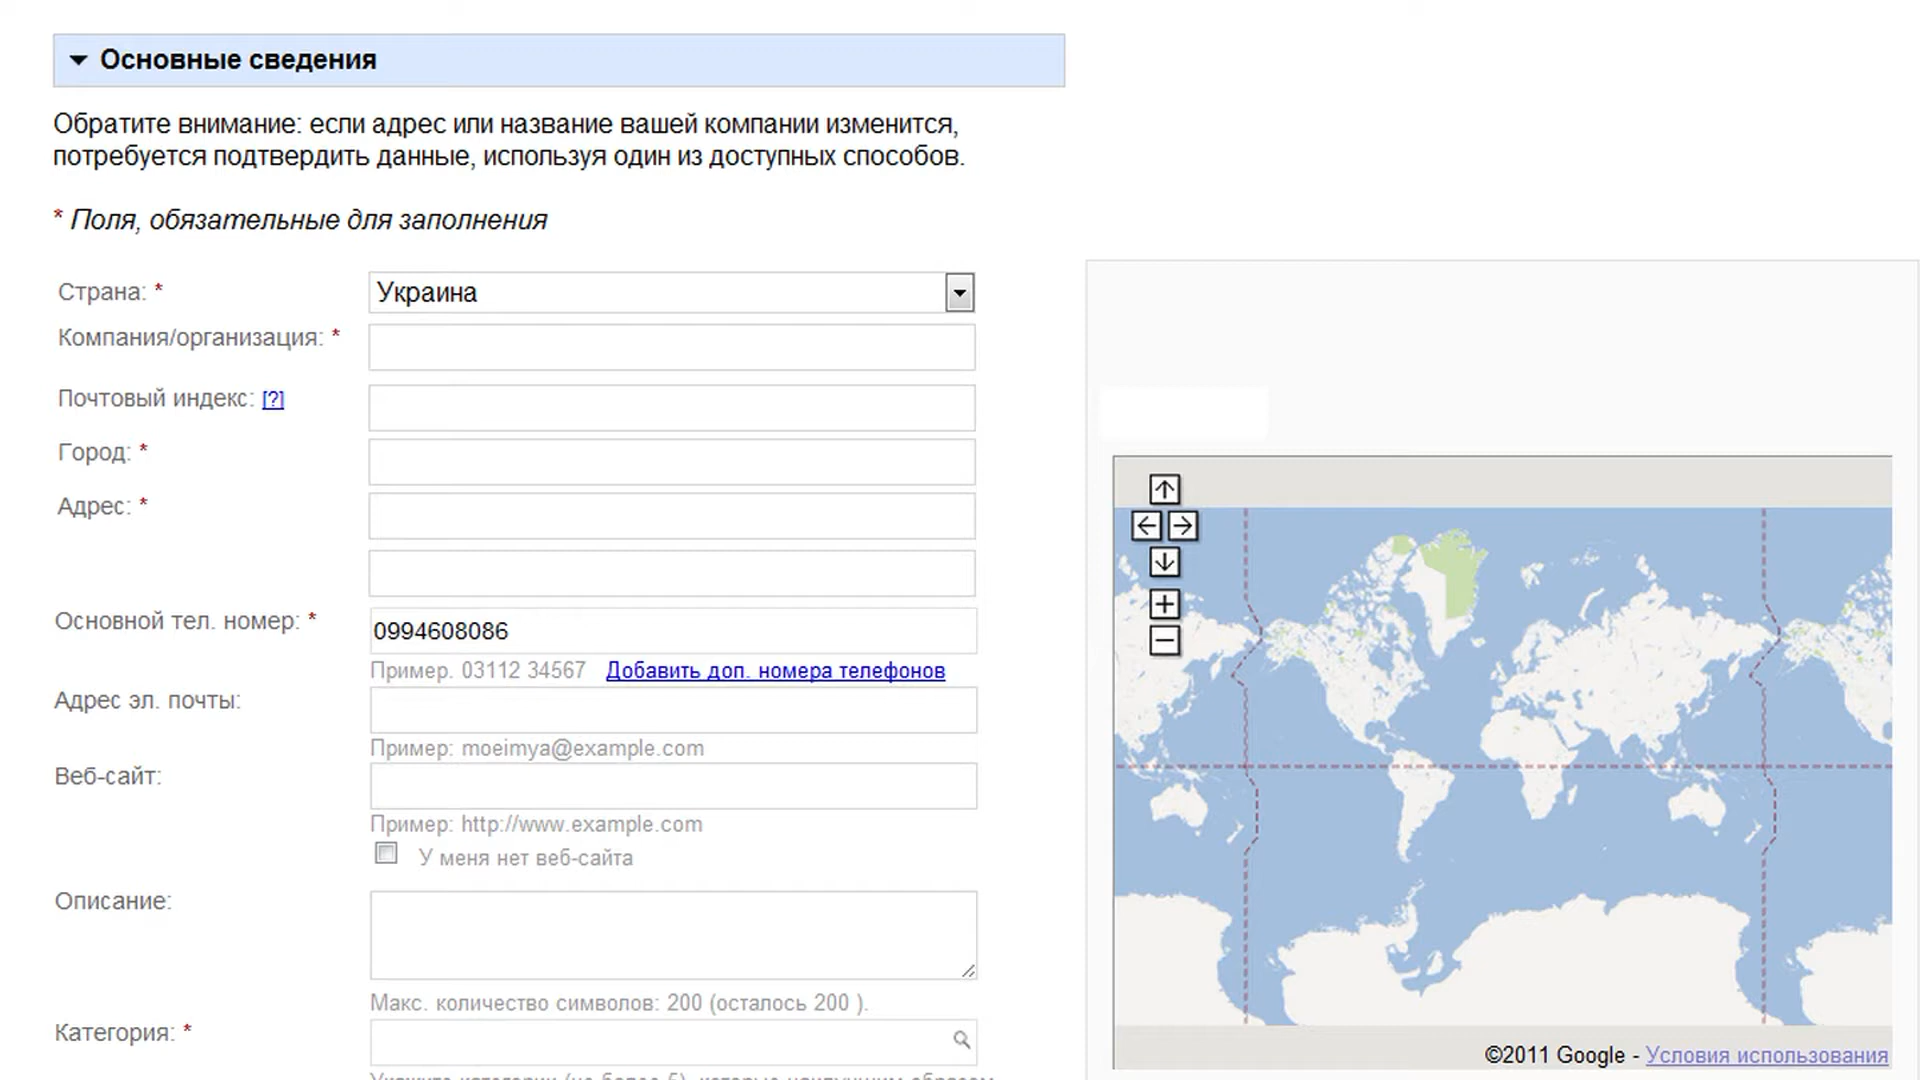 Основные сведения
Обратите внимание: если адрес или название вашей компании изменится,
потребуется подтвердить данные, используя один из доступных способов.
* Поля, обязательные для заполнения
Страна: * Украина
Компания/организация: *
Почтовый индекс: [?]
Город: *
Адрес: *
Основной тел. номер: * 0994608086
Пример. 03112 34567 Добавить доп. номера телефонов
Адрес эл. почты:
Пример: moeimya@example.com
Веб-сайт:
Пример: http://www.example.com
У меня нет веб-сайта
Описание:
Макс. количество символов: 200 (осталось 200 ).
Категория: *
©2011 Google - Условия использования